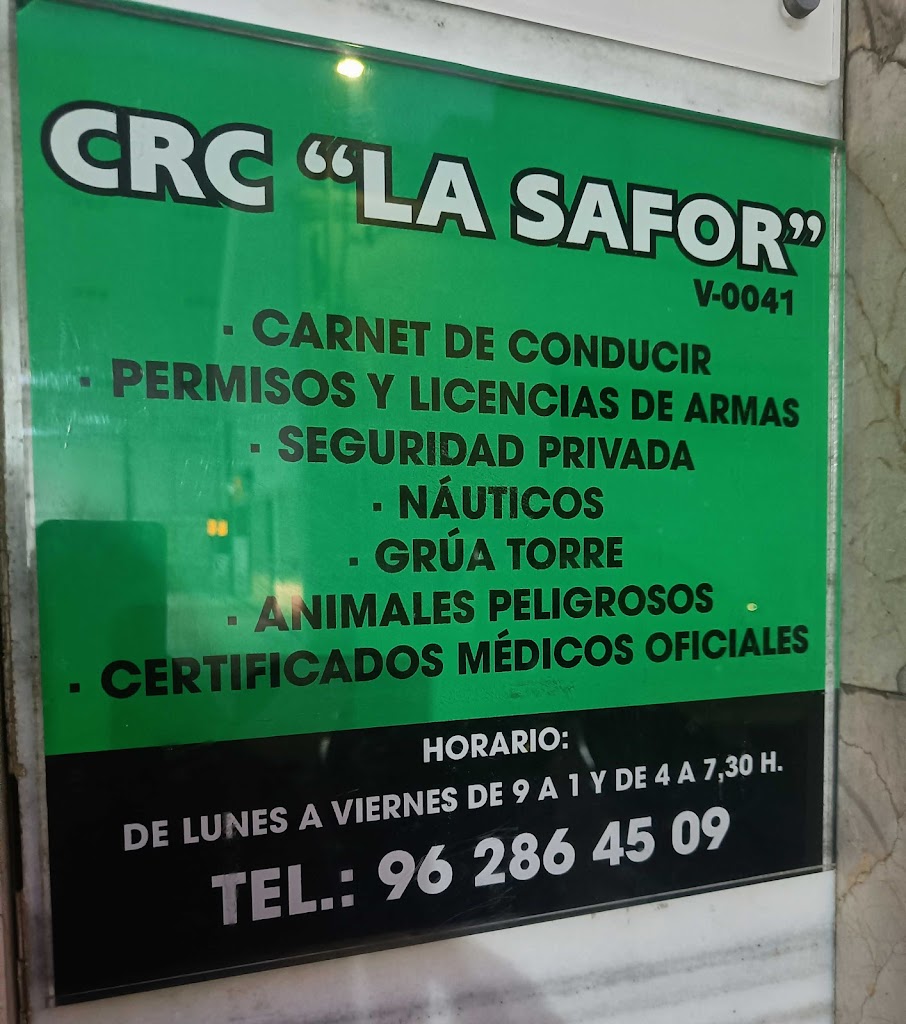 CRC “LA SAFOR”
V-0041
· CARNET DE CONDUCIR
· PERMISOS Y LICENCIAS DE ARMAS
· SEGURIDAD PRIVADA
· NÁUTICOS
· GRÚA TORRE
· ANIMALES PELIGROSOS
· CERTIFICADOS MÉDICOS OFICIALES
HORARIO:
DE LUNES A VIERNES DE 9 A 1 Y DE 4 A 7,30 H.
TEL.: 96 286 45 09